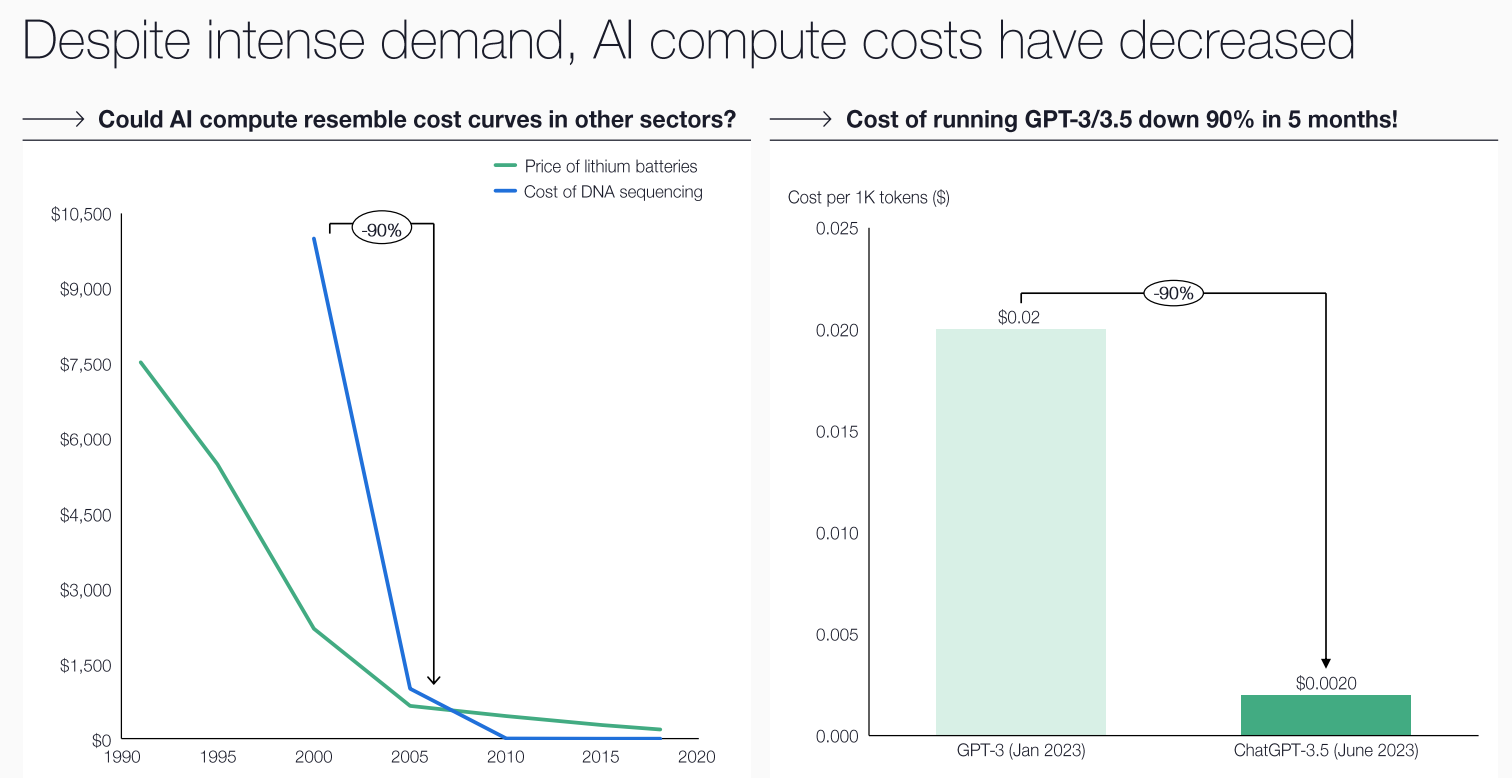 Despite intense demand, AI compute costs have decreased
Could AI compute resemble cost curves in other sectors?
Price of lithium batteries
Cost of DNA sequencing
$10,500
$9,000
$7,500
$6,000
$4,500
$3,000
$1,500
$0
-90%
1990 1995 2000 2005 2010 2015 2020
Cost of running GPT-3/3.5 down 90% in 5 months!
Cost per 1K tokens ($)
0.025
0.020
0.015
0.010
0.005
0.000
-90%
$0.02
$0.0020
GPT-3 (Jan 2023) ChatGPT-3.5 (June 2023)